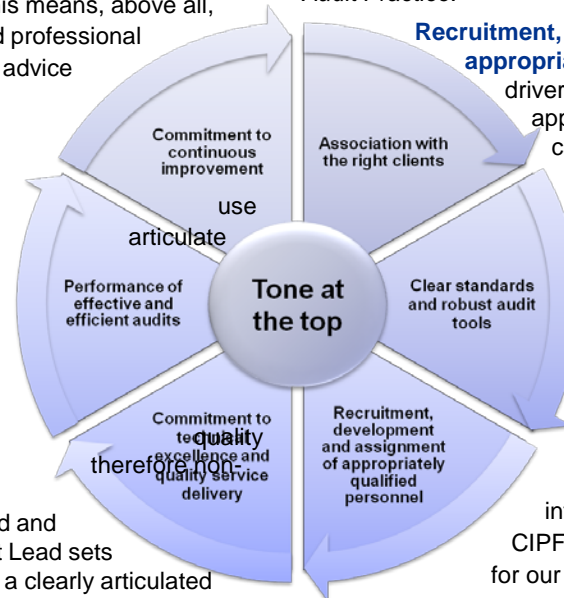 his means, above all,
d professional
advice
Audit Practice.
Recruitment,
appropria
driver
app
c
Commitment to
continuous
improvement
Association with
the right clients
use
articulate
Performance of
effective and
efficient audits
Tone at
the top
Clear standards
and robust audit
tools
Commitment to
technical
excellence and
quality service
delivery
quality
therefore non-
Recruitment,
development
and assignment
of appropriately
qualified
personnel
d and
t Lead sets
a clearly articulated
in
CIPF
for our